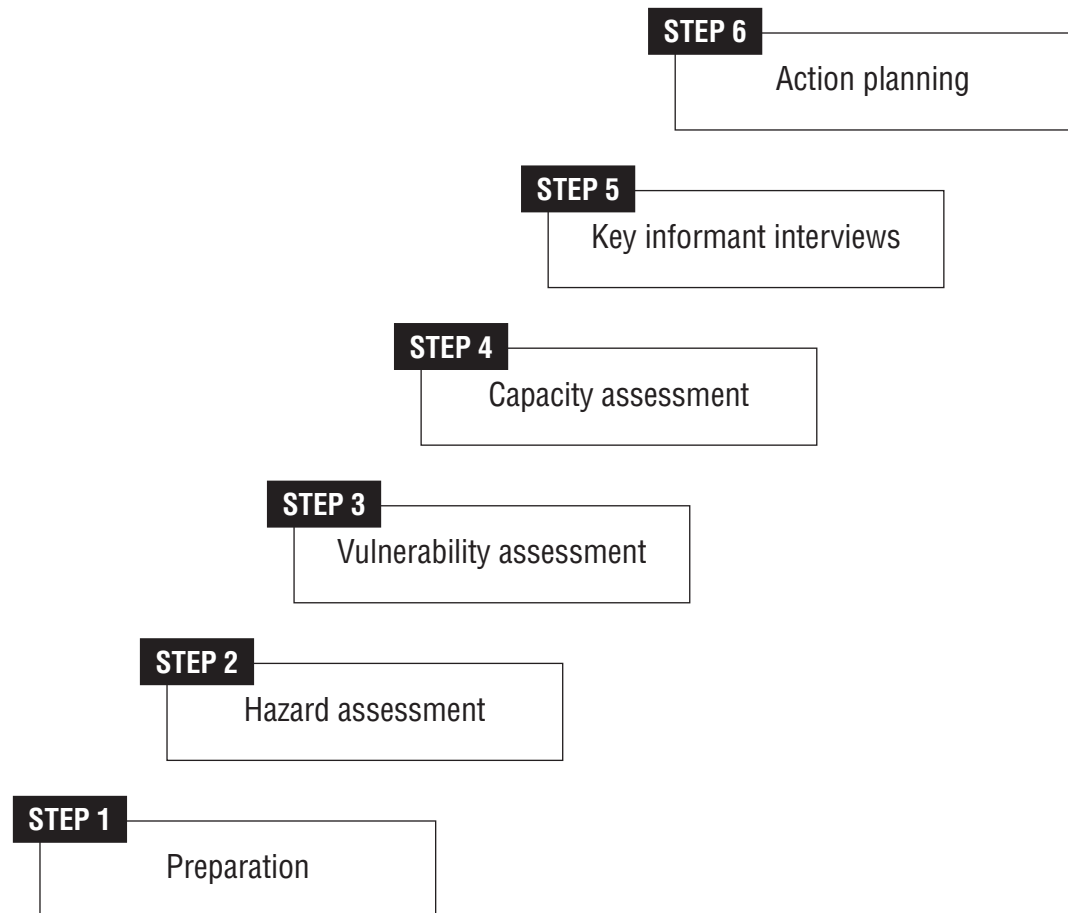 STEP 6
Action planning
STEP 5
Key informant interviews
STEP 4
Capacity assessment
STEP 3
Vulnerability assessment
STEP 2
Hazard assessment
STEP 1
Preparation